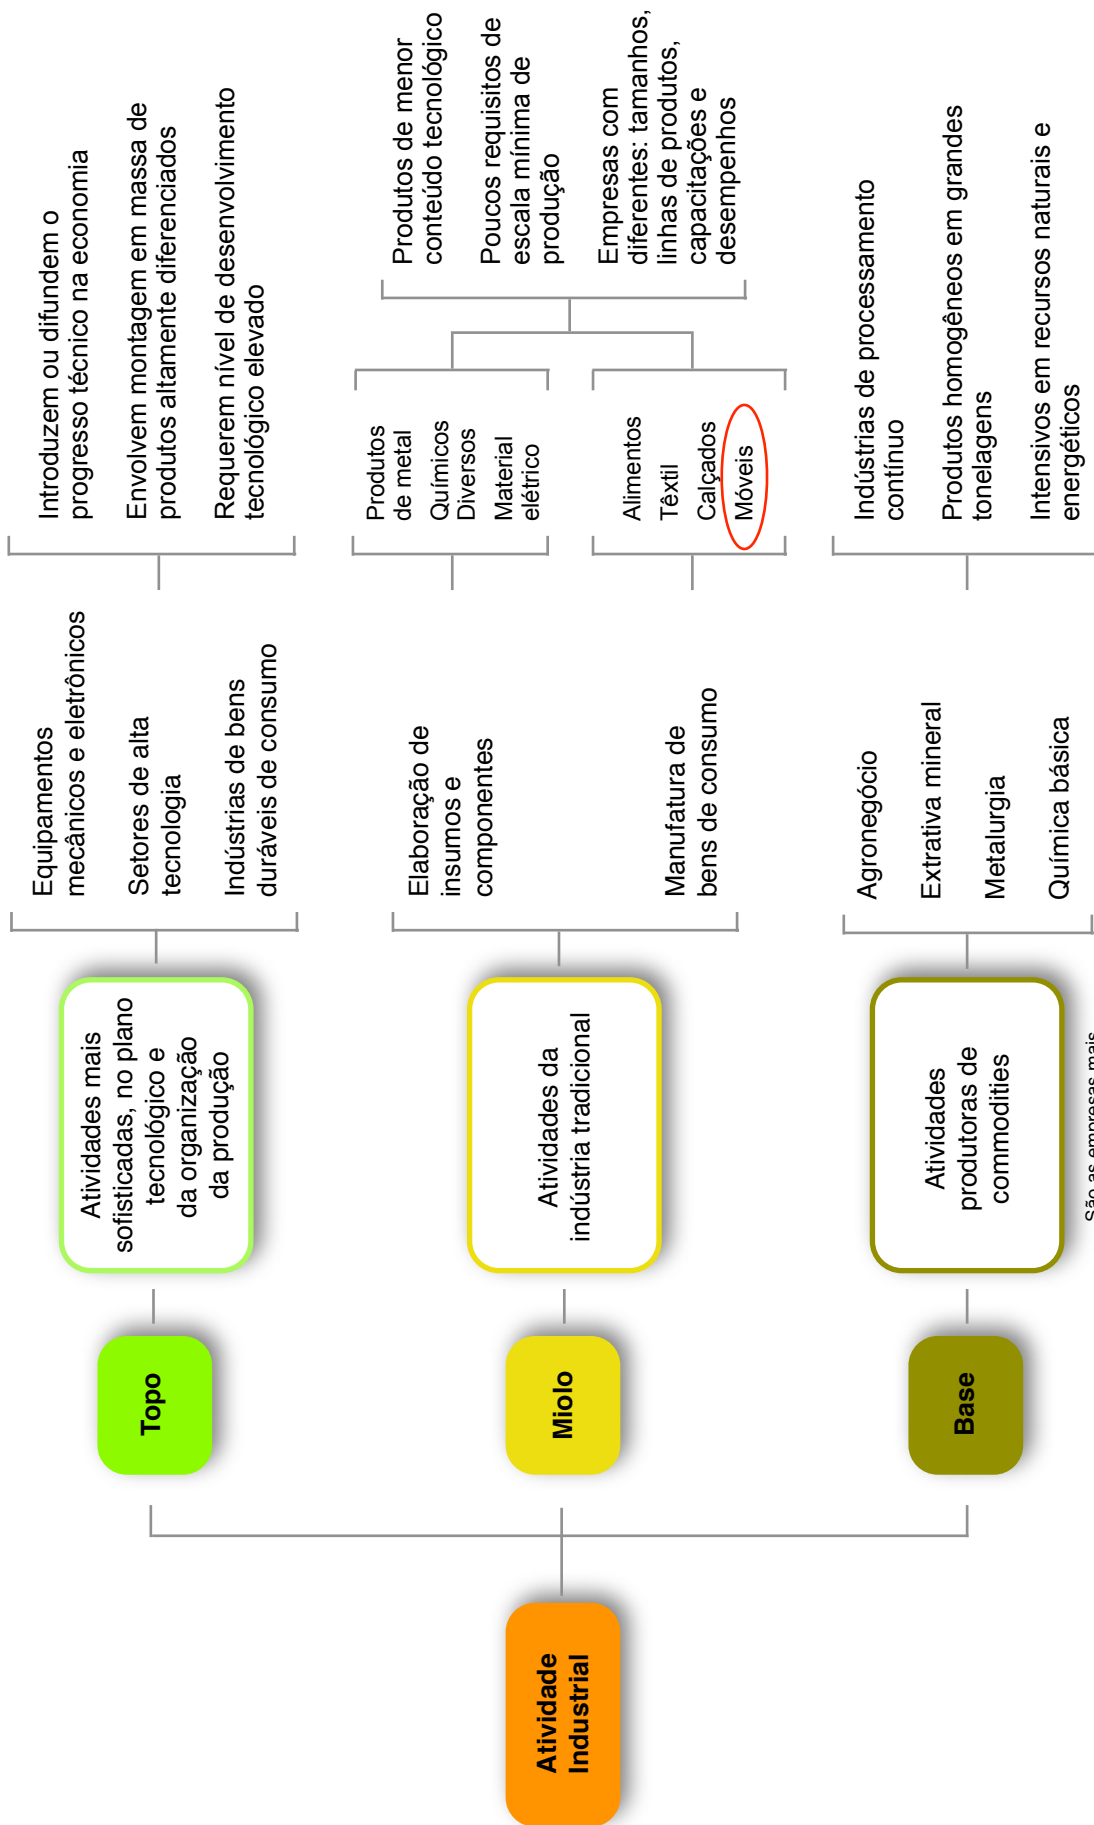 Atividade
Industrial
Topo
Atividades mais
sofisticadas, no plano
tecnológico e
da organização
da produção
Equipamentos
mecânicos e eletrônicos
Setores de alta
tecnologia
Indústrias de bens
duráveis de consumo
Introduzem ou difundem o
progresso técnico na economia
Envolvem montagem em massa de
produtos altamente diferenciados
Requerem nível de desenvolvimento
tecnológico elevado
Miolo
Atividades da
indústria tradicional
Elaboração de
insumos e
componentes
Produtos
de metal
Químicos
Diversos
Material
elétrico
Manufatura de
bens de consumo
Alimentos
Têxtil
Calçados
Móveis
Produtos de menor
conteúdo tecnológico
Poucos requisitos de
escala mínima de
produção
Empresas com
diferentes: tamanhos,
linhas de produtos,
capacitações e
desempenhos
Base
Atividades
produtoras de
commodities
Agronegócio
Extrativa mineral
Metalurgia
Química básica
Indústrias de processamento
contínuo
Produtos homogêneos em grandes
tonelagens
Intensivos em recursos naturais e
energéticos
São as empresas mais